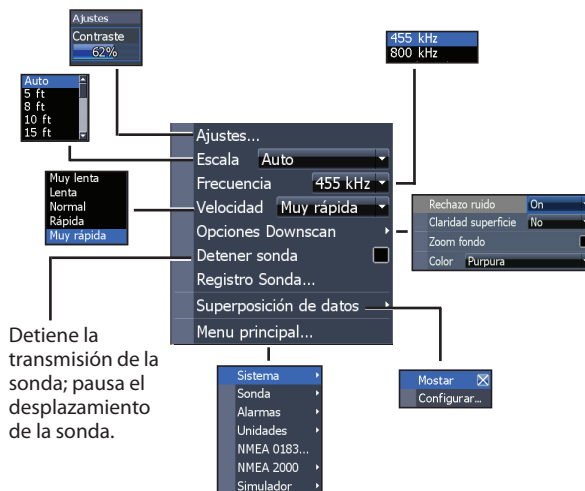 Ajustes
Contraste
62%
455 kHz
800 kHz
Auto
5 ft
8 ft
10 ft
15 ft
Muy lenta
Lenta
Normal
Rápida
Muy rápida
Ajustes...
Escala Auto
Frecuencia 455 kHz
Velocidad Muy rápida
Opciones Downscan
Detener sonda
Registro Sonda...
Superposición de datos
Menu principal...
Rechazo ruido On
Claridad superficie No
Zoom fondo
Color Purpura
Detiene la
transmisión de la
sonda; pausa el
desplazamiento
de la sonda.
Sistema
Sonda
Alarmas
Unidades
NMEA 0183...
NMEA 2000
Simulador
Mostar
Configurar...